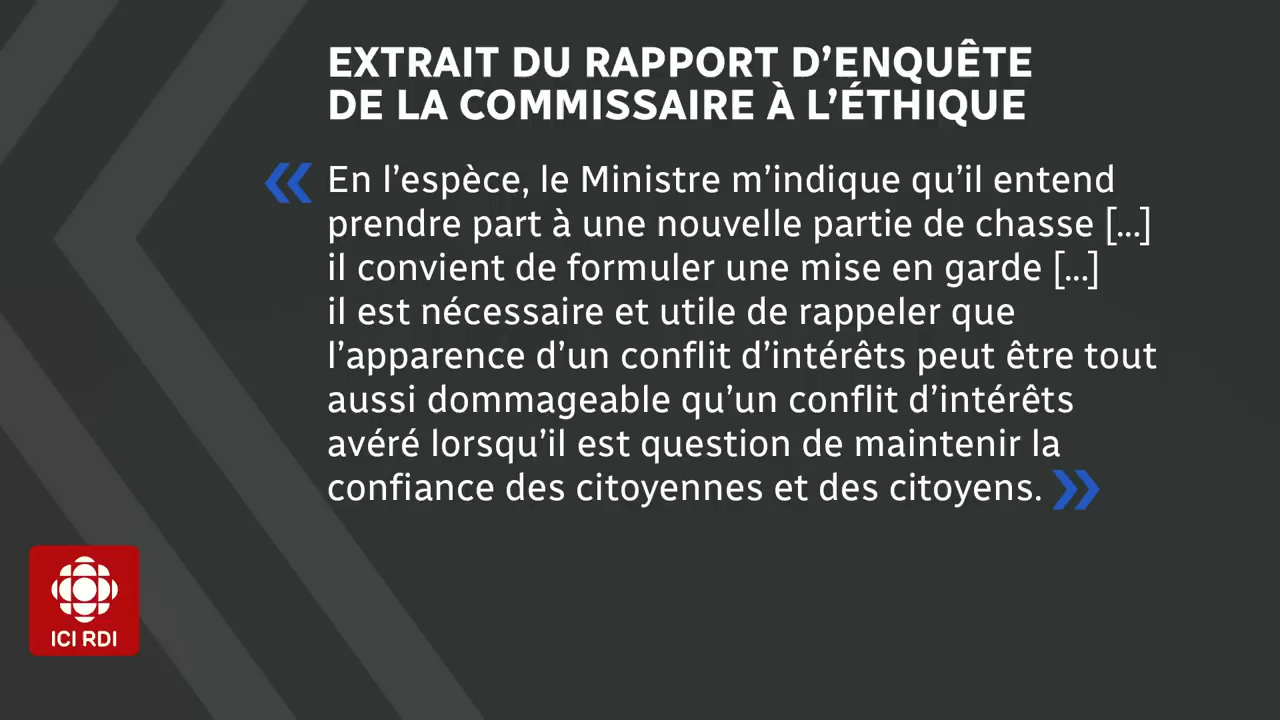 EXTRAIT DU RAPPORT D’ENQUÊTE
DE LA COMMISSAIRE À L’ÉTHIQUE
« En l’espèce, le Ministre m’indique qu’il entend
prendre part à une nouvelle partie de chasse [...]
il convient de formuler une mise en garde [...]
il est nécessaire et utile de rappeler que
l’apparence d’un conflit d’intérêts peut être tout
aussi dommageable qu’un conflit d’intérêts
avéré lorsqu’il est question de maintenir la
confiance des citoyennes et des citoyens. »
ICI RDI